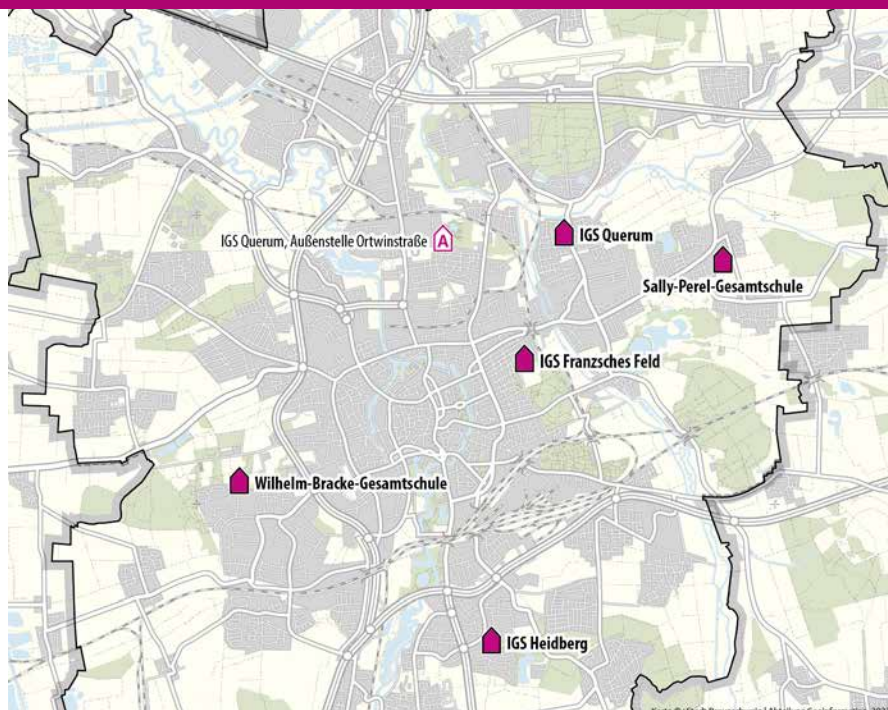 IGS Querum, Außenstelle Ortwinstraße
A
IGS Querum
Sally-Perel-Gesamtschule
IGS Franzsches Feld
Wilhelm-Bracke-Gesamtschule
IGS Heidberg